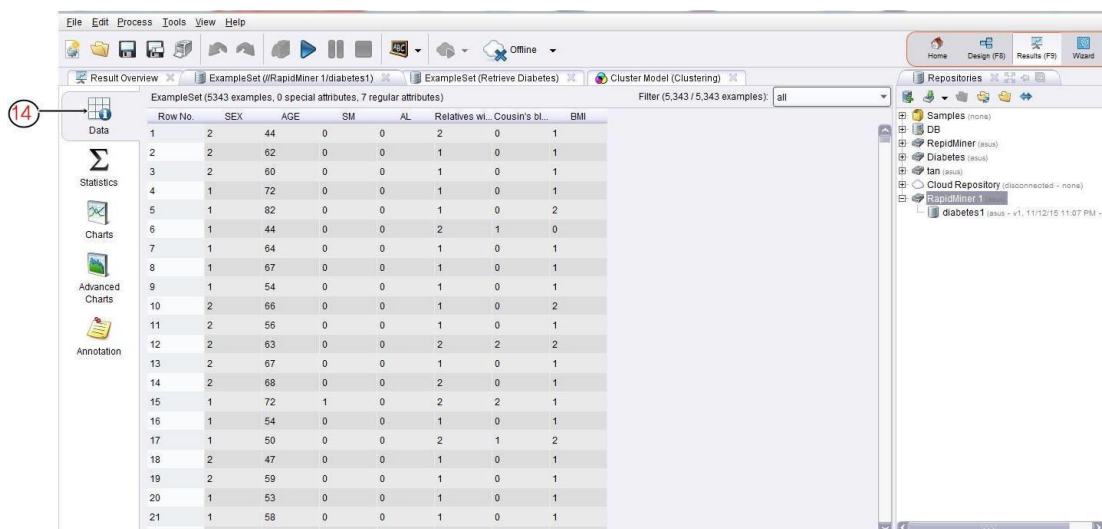 File Edit Process Tools View Help
Offline
Home Design (F8) Results (F9) Wizard
Result Overview ExampleSet (//RapidMiner 1/diabetes1) ExampleSet (Retrieve Diabetes) Cluster Model (Clustering)
Repositories
14
Data
Statistics
Charts
Advanced
Charts
Annotation
ExampleSet (5343 examples, 0 special attributes, 7 regular attributes) Filter (5,343 / 5,343 examples): all
Row No. SEX AGE SM AL Relatives wi... Cousin's bl... BMI
1 2 44 0 0 2 0 1
2 2 62 0 0 1 0 1
3 2 60 0 0 1 0 1
4 1 72 0 0 1 0 1
5 1 82 0 0 1 0 2
6 1 44 0 0 2 1 0
7 1 64 0 0 1 0 1
8 1 67 0 0 1 0 1
9 1 54 0 0 1 0 1
10 2 66 0 0 1 0 2
11 2 56 0 0 1 0 1
12 2 63 0 0 2 2 2
13 2 67 0 0 1 0 1
14 2 68 0 0 2 0 1
15 1 72 1 0 2 2 1
16 1 54 0 0 1 0 1
17 1 50 0 0 2 1 2
18 2 47 0 0 1 0 1
19 2 59 0 0 1 0 1
20 1 53 0 0 1 0 1
21 1 58 0 0 1 0 1
Samples (none)
DB
RepidMiner (asus)
Diabetes (asus)
tan (asus)
Cloud Repository (disconnected - none)
RapidMiner 1
diabetes1 (asus - v1, 11/12/15 11:07 PM -